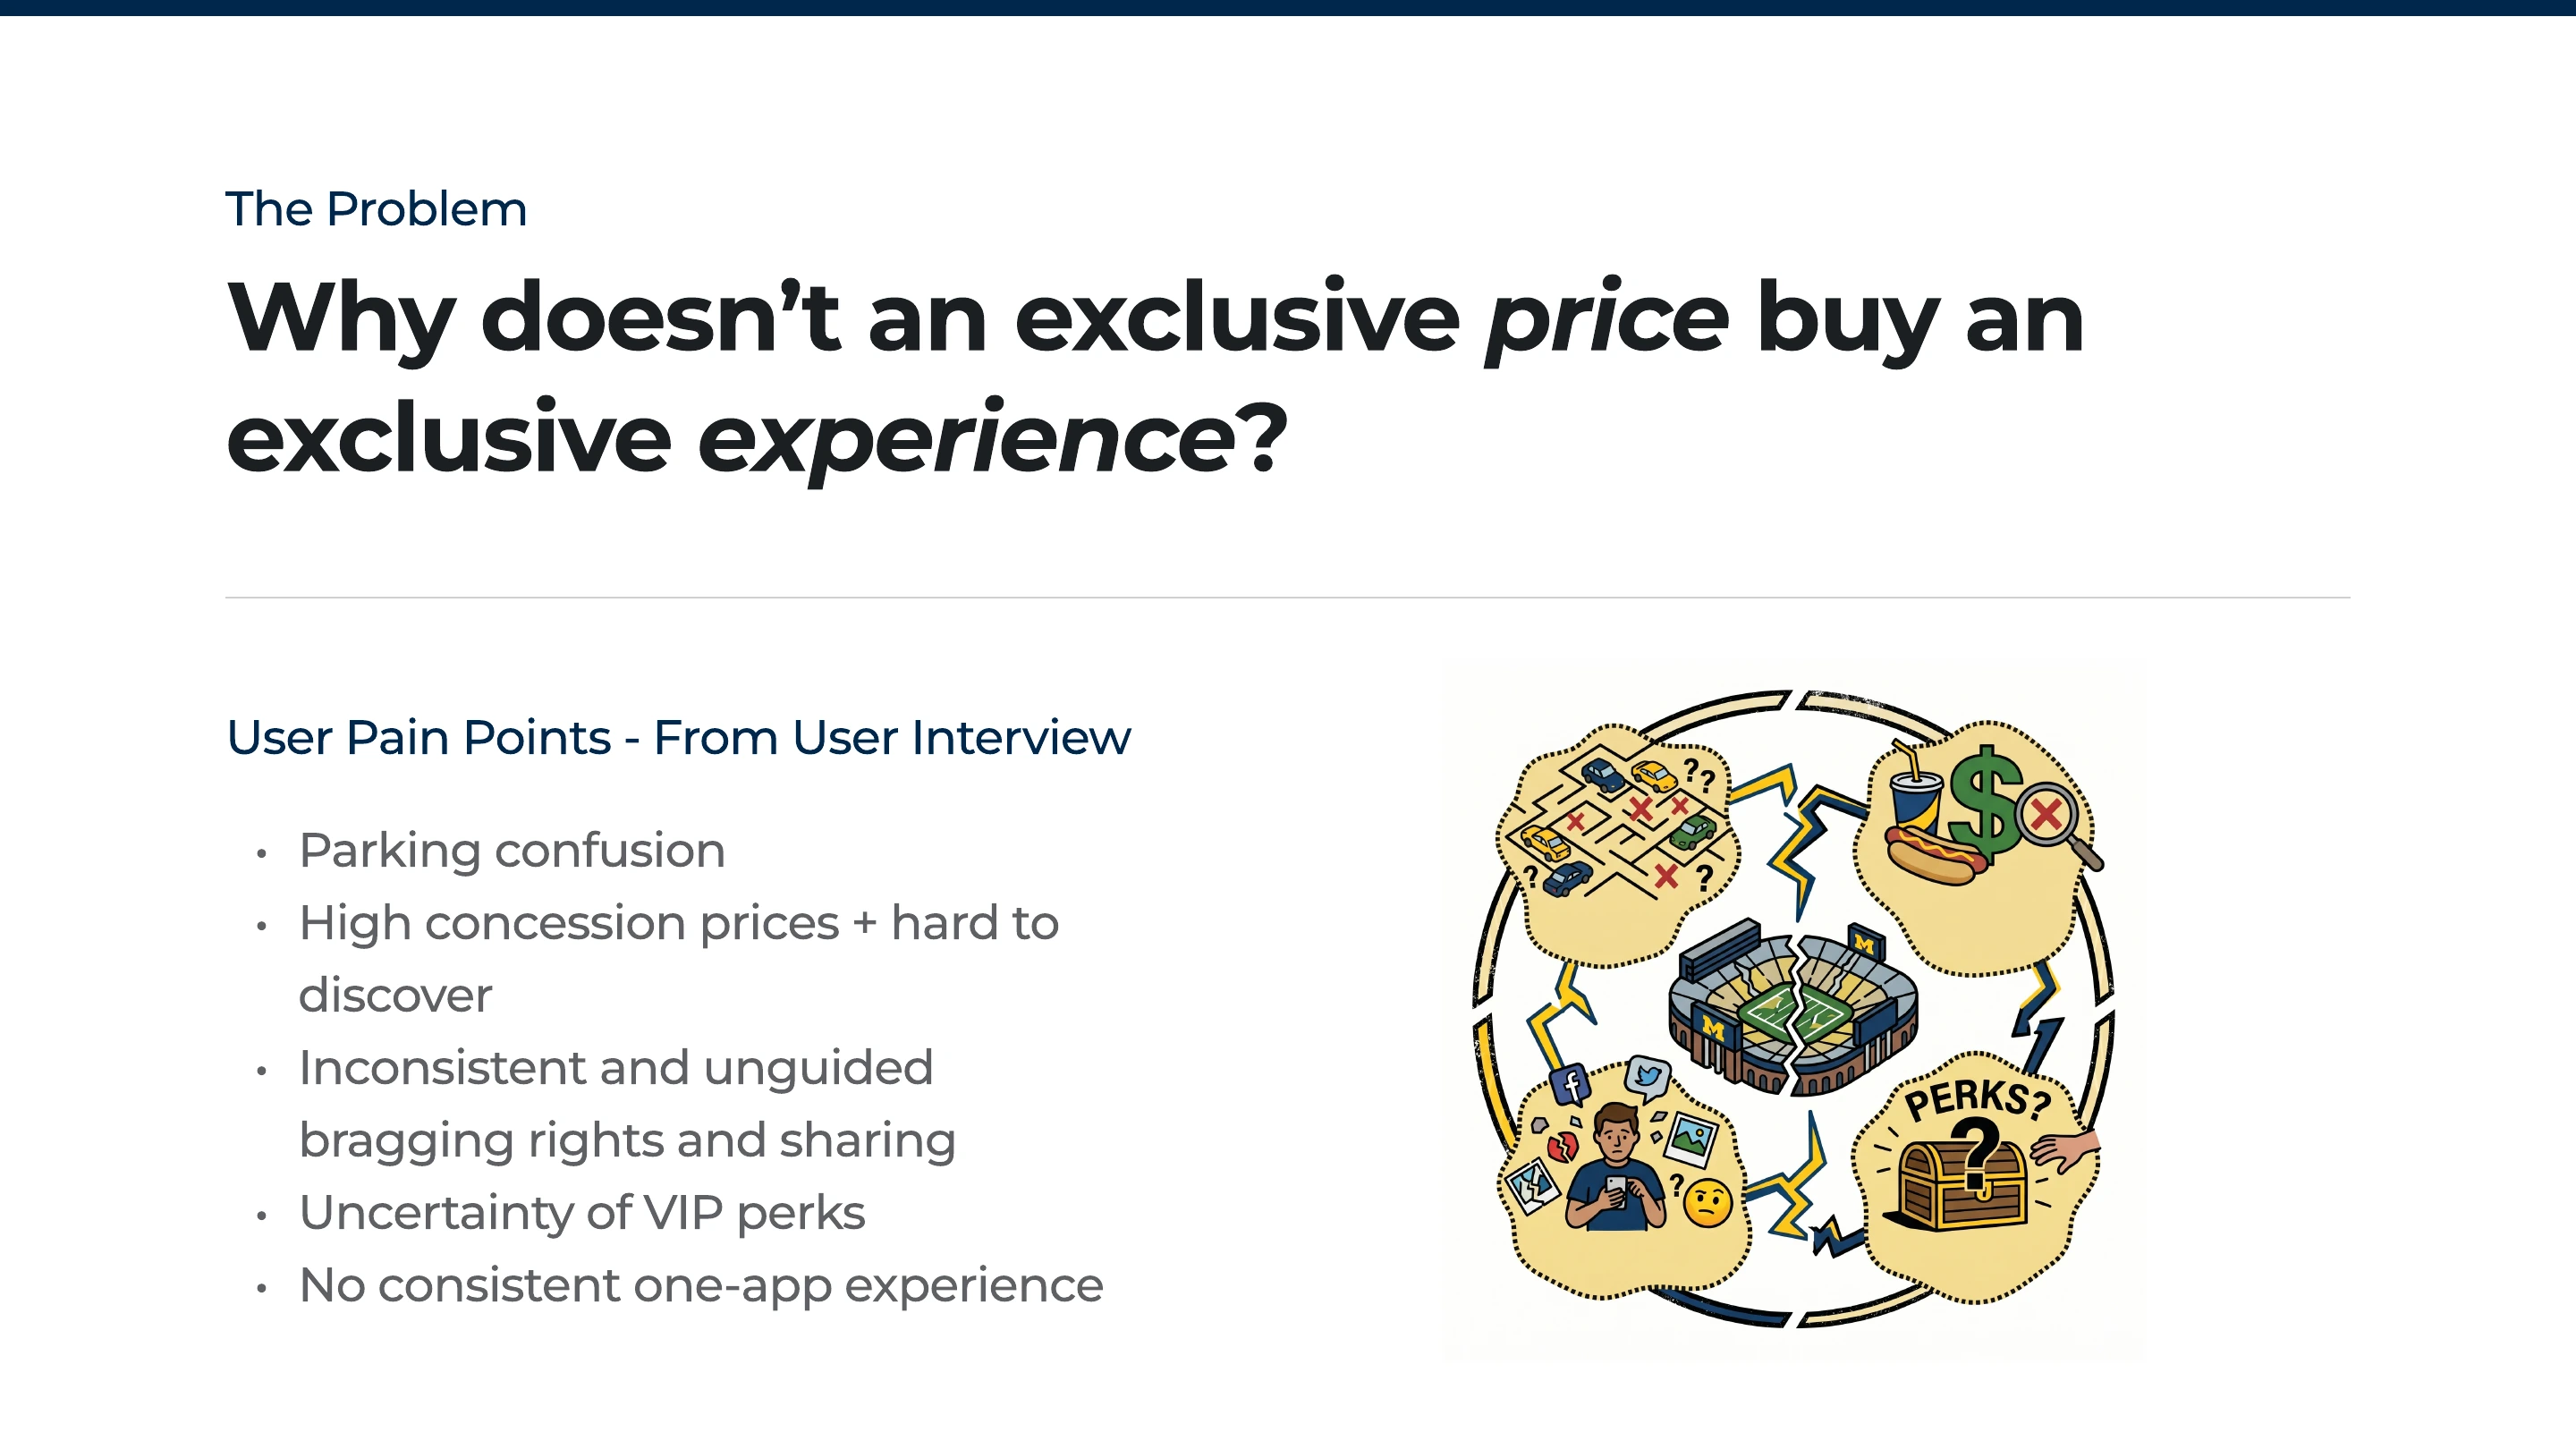 The Problem
Why doesn’t an exclusive price buy an
exclusive experience?
User Pain Points - From User Interview
• Parking confusion
• High concession prices + hard to
discover
• Inconsistent and unguided
bragging rights and sharing
• Uncertainty of VIP perks
• No consistent one-app experience
? ?
? ?
$
M
M
f
?
PERKS?
?